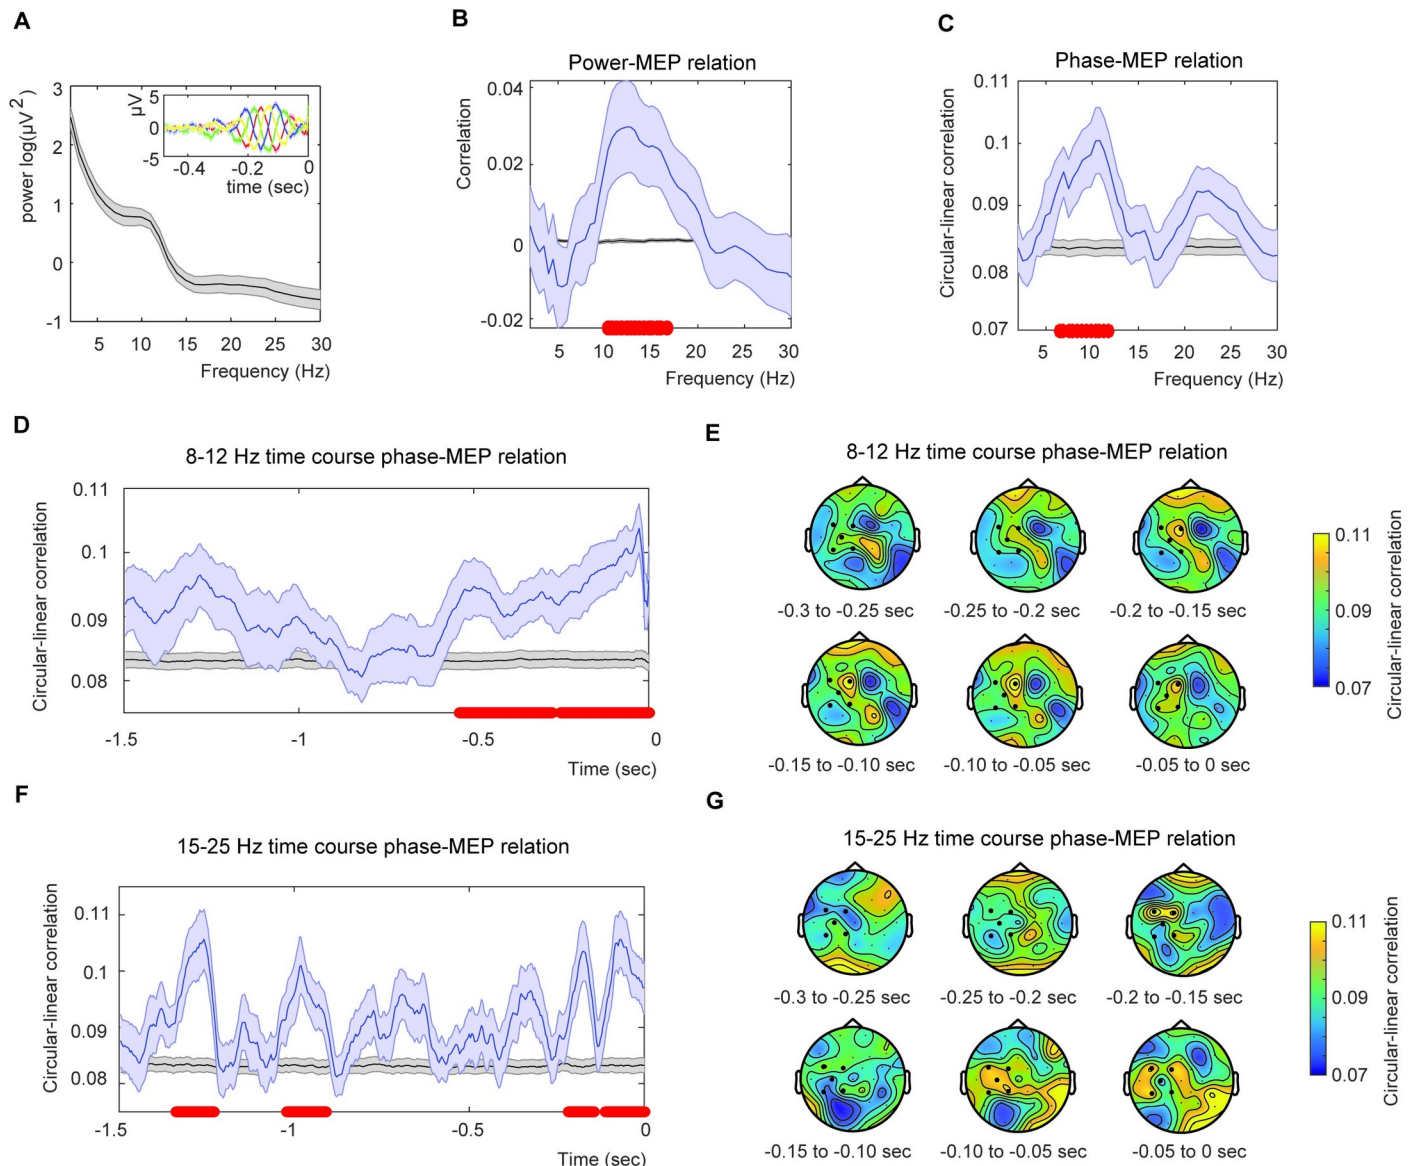 A
power log(μV²)
3
2
1
0
-1
μV
5
0
-5
-0.4 -0.2 0
time (sec)
5 10 15 20 25 30
Frequency (Hz)
B
Power-MEP relation
Correlation
0.04
0.02
0
-0.02
5 10 15 20 25 30
Frequency (Hz)
C
Phase-MEP relation
Circular-linear correlation
0.11
0.1
0.09
0.08
0.07
5 10 15 20 25 30
Frequency (Hz)
D
8-12 Hz time course phase-MEP relation
Circular-linear correlation
0.11
0.1
0.09
0.08
-1.5 -1 -0.5 0
Time (sec)
E
8-12 Hz time course phase-MEP relation
-0.3 to -0.25 sec
-0.25 to -0.2 sec
-0.2 to -0.15 sec
-0.15 to -0.10 sec
-0.10 to -0.05 sec
-0.05 to 0 sec
0.11
0.09
0.07
Circular-linear correlation
F
15-25 Hz time course phase-MEP relation
Circular-linear correlation
0.11
0.1
0.09
0.08
-1.5 -1 -0.5 0
Time (sec)
G
15-25 Hz time course phase-MEP relation
-0.3 to -0.25 sec
-0.25 to -0.2 sec
-0.2 to -0.15 sec
-0.15 to -0.10 sec
-0.10 to -0.05 sec
-0.05 to 0 sec
0.11
0.09
0.07
Circular-linear correlation